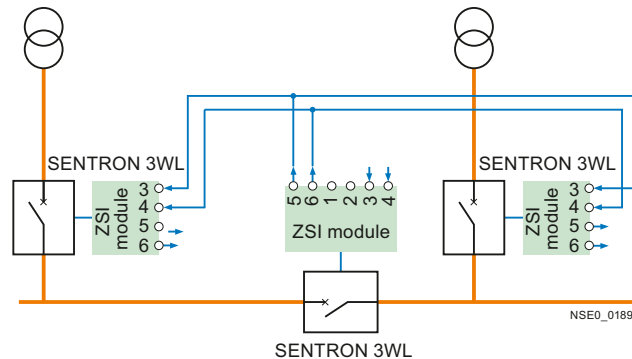 SENTRON 3WL
ZSI
module
3
4
5
6
5
6
1
2
3
4
ZSI module
SENTRON 3WL
SENTRON 3WL
ZSI
module
3
4
5
6
NSE0_0189